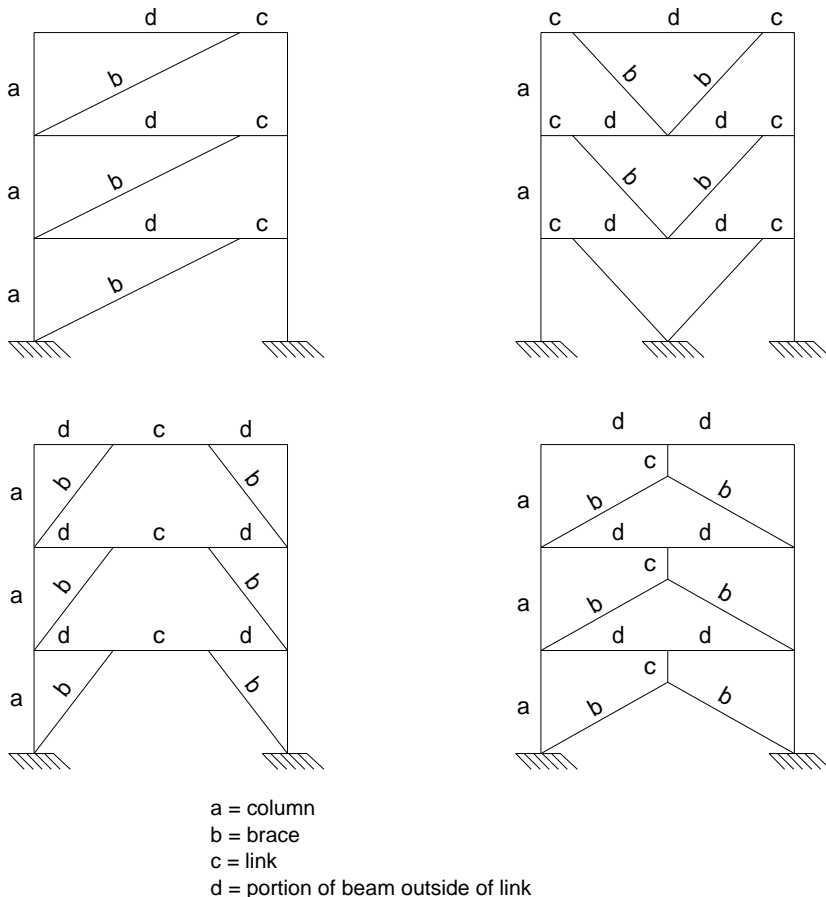 d c d c
c
b b b
a a
d c c d d c
b b b
a a
d c c d d c
b
a
d c d d d
c
b b b b
a a
d c d d d
c
b b b b
a a
d c d d d
c
b b b b
a a
a = column
b = brace
c = link
d = portion of beam outside of link